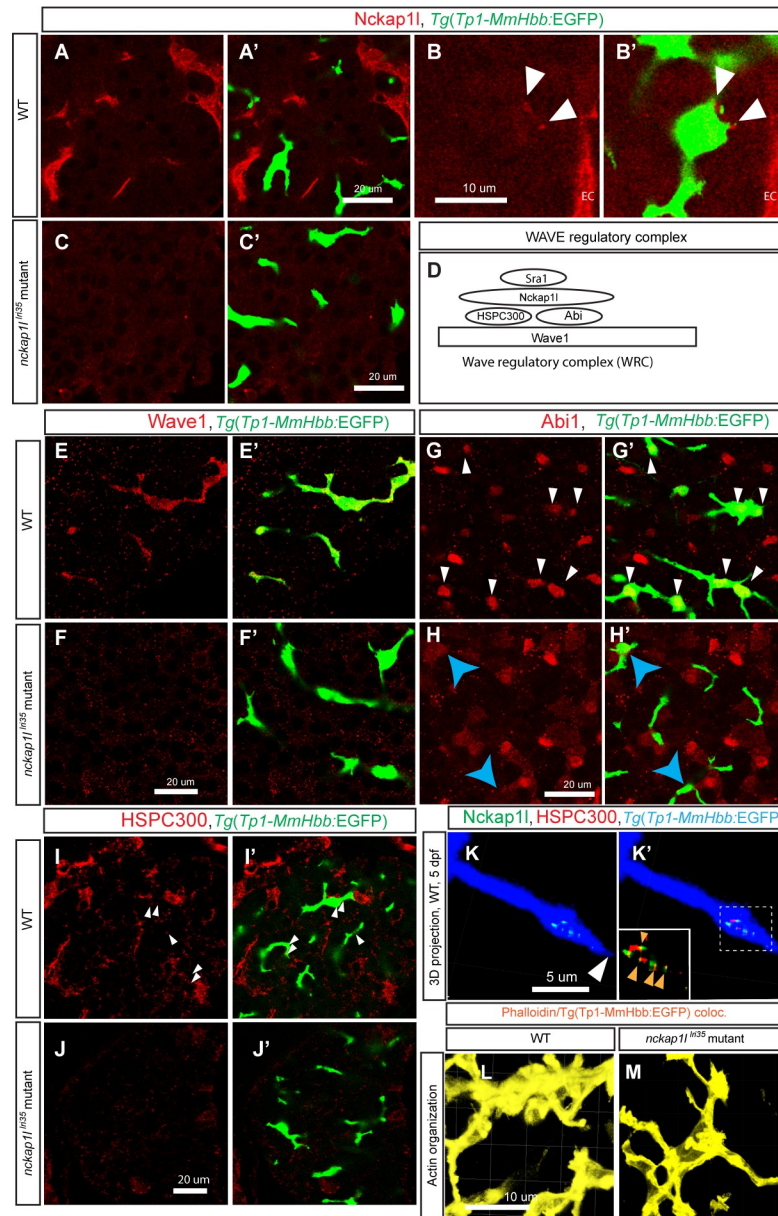 Nckap1l, Tg(Tp1-MmHbb:EGFP)
WT
A
A'
20 um
B
10 um
EC
B'
EC
nckap1l lri35 mutant
C
C'
20 um
WAVE regulatory complex
D
Sra1
Nckap1l
HSPC300
Abi
Wave1
Wave regulatory complex (WRC)
Wave1, Tg(Tp1-MmHbb:EGFP)
Abi1, Tg(Tp1-MmHbb:EGFP)
WT
E
E'
G
G'
nckap1l lri35 mutant
F
20 um
F'
H
20 um
H'
HSPC300, Tg(Tp1-MmHbb:EGFP)
Nckap1l, HSPC300, Tg(Tp1-MmHbb:EGFP
WT
I
I'
3D projection, WT, 5 dpf
K
5 um
K'
nckap1l lri35 mutant
J
20 um
J'
Phalloidin/Tg(Tp1-MmHbb:EGFP) coloc.
WT
nckap1l lri35 mutant
Actin organization
L
10 um
M